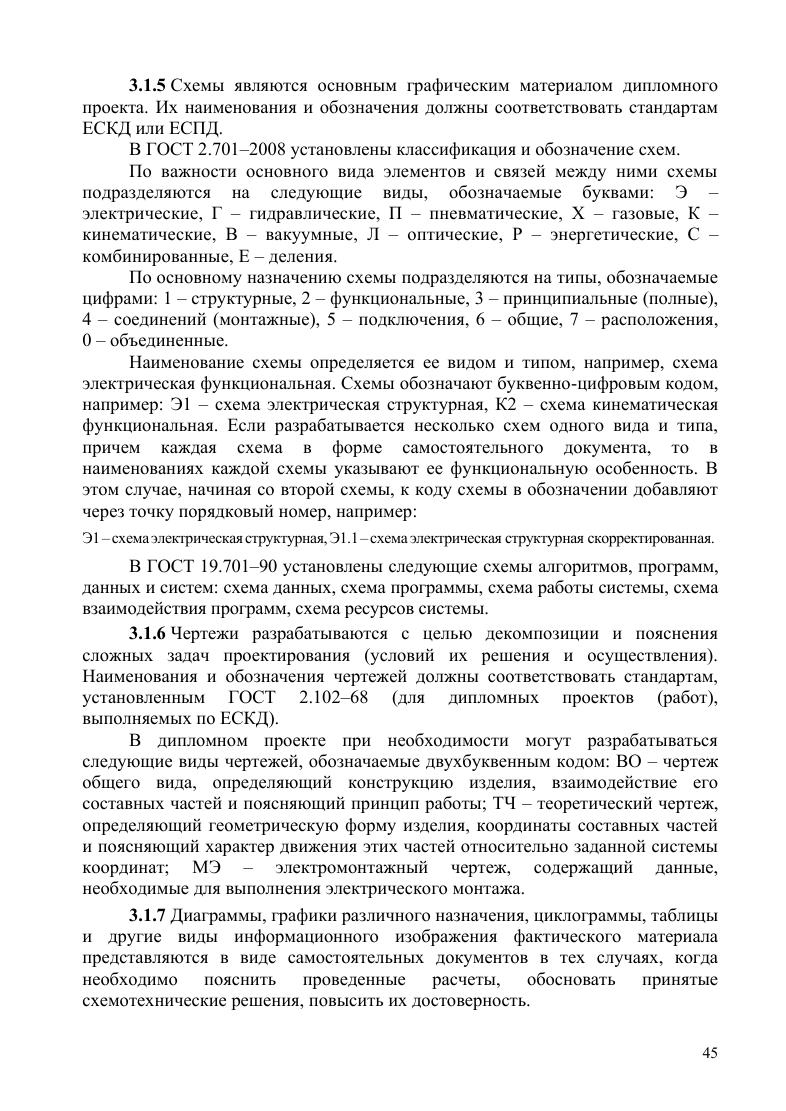 3.1.5 Схемы являются основным графическим материалом дипломного
проекта. Их наименования и обозначения должны соответствовать стандартам
ЕСКД или ЕСПД.
В ГОСТ 2.701–2008 установлены классификация и обозначение схем.
По важности основного вида элементов и связей между ними схемы
подразделяются на следующие виды, обозначаемые буквами: Э –
электрические, Г – гидравлические, П – пневматические, Х – газовые, К –
кинематические, В – вакуумные, Л – оптические, Р – энергетические, С –
комбинированные, Е – деления.
По основному назначению схемы подразделяются на типы, обозначаемые
цифрами: 1 – структурные, 2 – функциональные, 3 – принципиальные (полные),
4 – соединений (монтажные), 5 – подключения, 6 – общие, 7 – расположения,
0 – объединенные.
Наименование схемы определяется ее видом и типом, например, схема
электрическая функциональная. Схемы обозначают буквенно-цифровым кодом,
например: Э1 – схема электрическая структурная, К2 – схема кинематическая
функциональная. Если разрабатывается несколько схем одного вида и типа,
причем каждая схема в форме самостоятельного документа, то в
наименованиях каждой схемы указывают ее функциональную особенность. В
этом случае, начиная со второй схемы, к коду схемы в обозначении добавляют
через точку порядковый номер, например:
Э1 – схема электрическая структурная, Э1.1 – схема электрическая структурная скорректированная.
В ГОСТ 19.701–90 установлены следующие схемы алгоритмов, программ,
данных и систем: схема данных, схема программы, схема работы системы, схема
взаимодействия программ, схема ресурсов системы.
3.1.6 Чертежи разрабатываются с целью декомпозиции и пояснения
сложных задач проектирования (условий их решения и осуществления).
Наименования и обозначения чертежей должны соответствовать стандартам,
установленным ГОСТ 2.102–68 (для дипломных проектов (работ),
выполняемых по ЕСКД).
В дипломном проекте при необходимости могут разрабатываться
следующие виды чертежей, обозначаемые двухбуквенным кодом: ВО – чертеж
общего вида, определяющий конструкцию изделия, взаимодействие его
составных частей и поясняющий принцип работы; ТЧ – теоретический чертеж,
определяющий геометрическую форму изделия, координаты составных частей
и поясняющий характер движения этих частей относительно заданной системы
координат; МЭ – электромонтажный чертеж, содержащий данные,
необходимые для выполнения электрического монтажа.
3.1.7 Диаграммы, графики различного назначения, циклограммы, таблицы
и другие виды информационного изображения фактического материала
представляются в виде самостоятельных документов в тех случаях, когда
необходимо пояснить проведенные расчеты, обосновать принятые
схемотехнические решения, повысить их достоверность.
45